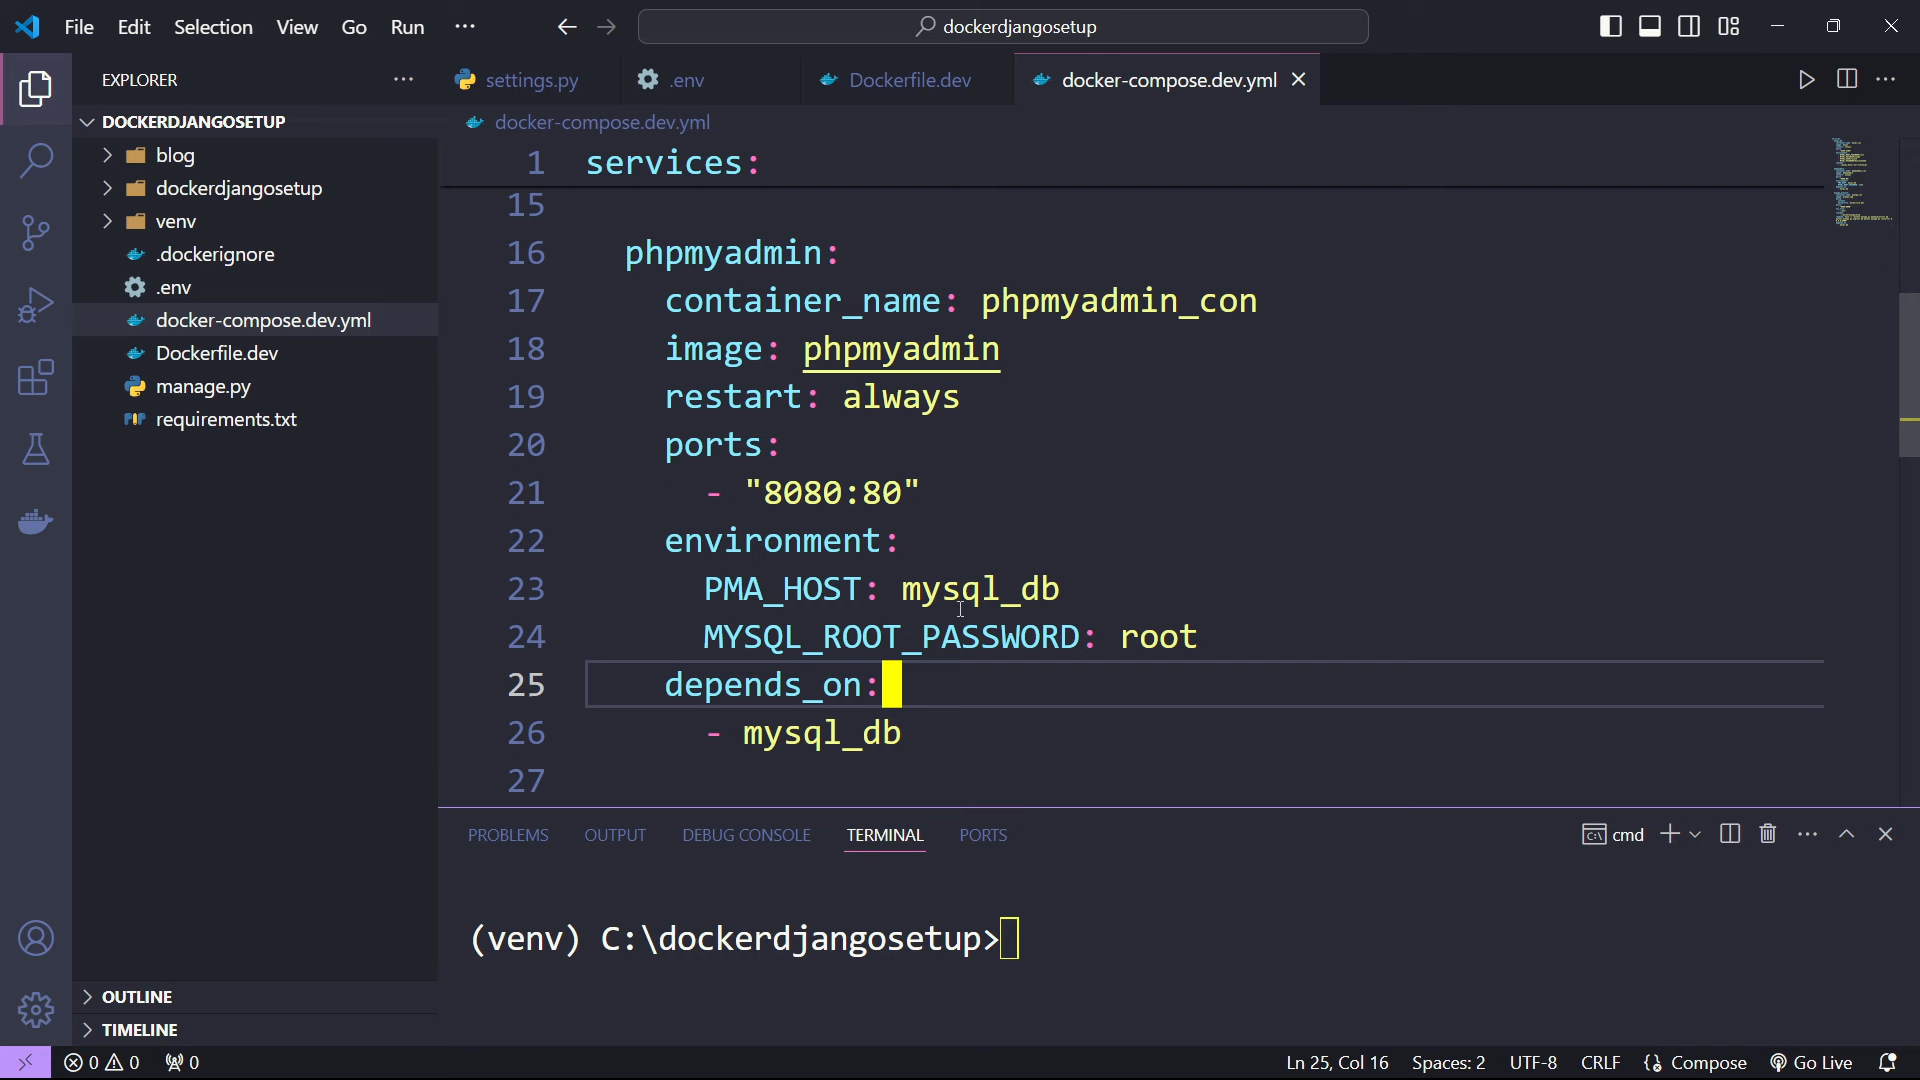 File Edit Selection View Go Run ··· dockerdjangosetup
EXPLORER ···
settings.py .env Dockerfile.dev docker-compose.dev.yml
DOCKERDJANGOSETUP
blog
dockerdjangosetup
venv
.dockerignore
.env
docker-compose.dev.yml
Dockerfile.dev
manage.py
requirements.txt
OUTLINE
TIMELINE
docker-compose.dev.yml
1 services:
15
16 phpmyadmin:
17 container_name: phpmyadmin_con
18 image: phpmyadmin
19 restart: always
20 ports:
21 - "8080:80"
22 environment:
23 PMA_HOST: mysql_db
24 MYSQL_ROOT_PASSWORD: root
25 depends_on:
26 - mysql_db
27
PROBLEMS OUTPUT DEBUG CONSOLE TERMINAL PORTS cmd
(venv) C:\dockerdjangosetup>
0 0 0 Ln 25, Col 16 Spaces: 2 UTF-8 CRLF Compose Go Live